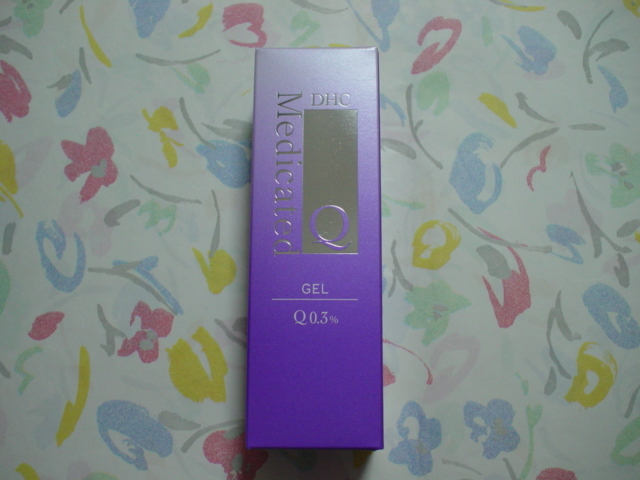 DHC
Medicated
Q
GEL
Q 0.3%